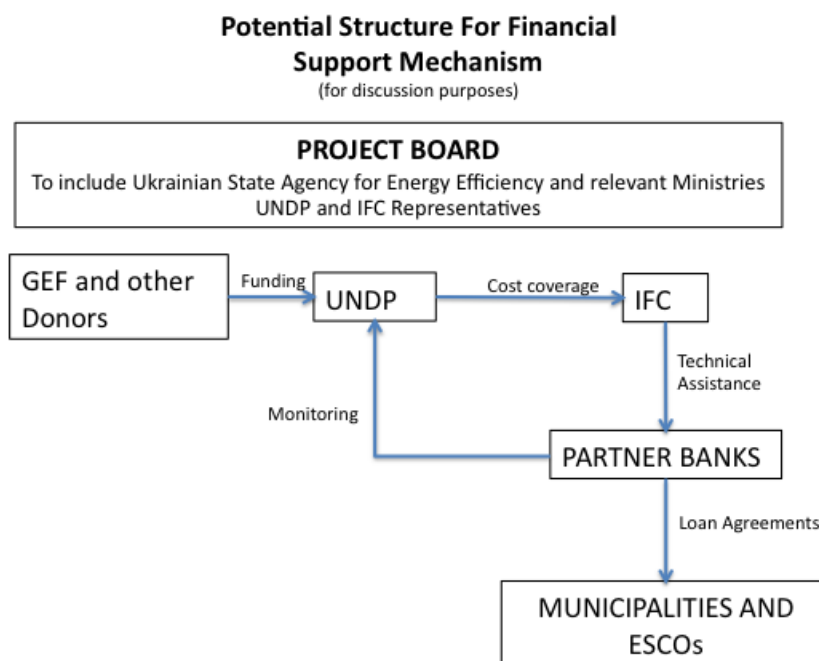 Potential Structure For Financial
Support Mechanism
(for discussion purposes)
PROJECT BOARD
To include Ukrainian State Agency for Energy Efficiency and relevant Ministries
UNDP and IFC Representatives
GEF and other
Donors
Funding
UNDP
Cost coverage
IFC
Technical
Assistance
Monitoring
PARTNER BANKS
Loan Agreements
MUNICIPALITIES AND
ESCOs